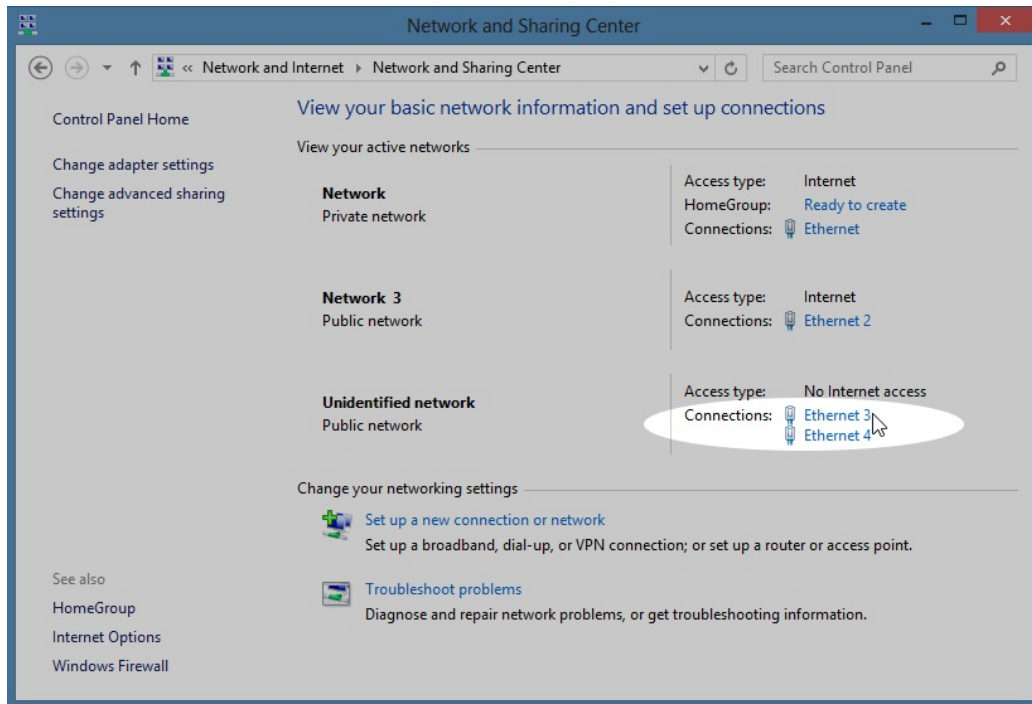 Network and Sharing Center
« Network and Internet Network and Sharing Center
Search Control Panel
Control Panel Home
Change adapter settings
Change advanced sharing
settings
View your basic network information and set up connections
View your active networks
Network
Private network
Access type: Internet
HomeGroup: Ready to create
Connections: Ethernet
Network 3
Public network
Access type: Internet
Connections: Ethernet 2
Unidentified network
Public network
Access type: No Internet access
Connections: Ethernet 3
Ethernet 4
Change your networking settings
Set up a new connection or network
Set up a broadband, dial-up, or VPN connection; or set up a router or access point.
Troubleshoot problems
Diagnose and repair network problems, or get troubleshooting information.
See also
HomeGroup
Internet Options
Windows Firewall